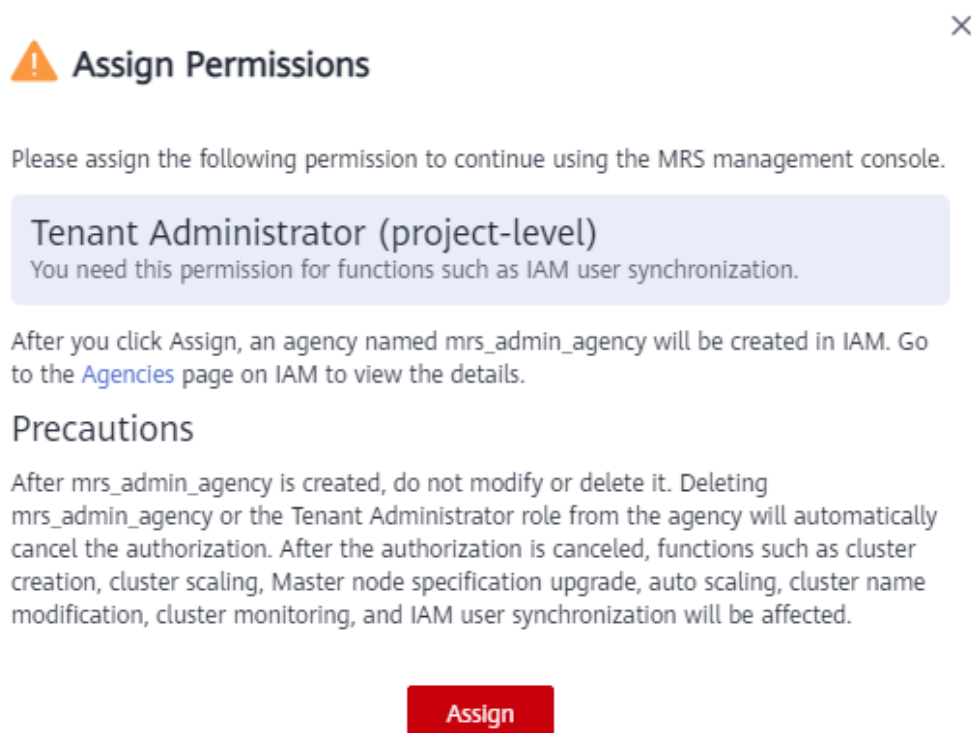 Assign Permissions
Please assign the following permission to continue using the MRS management console.
Tenant Administrator (project-level)
You need this permission for functions such as IAM user synchronization.
After you click Assign, an agency named mrs_admin_agency will be created in IAM. Go
to the Agencies page on IAM to view the details.
Precautions
After mrs_admin_agency is created, do not modify or delete it. Deleting
mrs_admin_agency or the Tenant Administrator role from the agency will automatically
cancel the authorization. After the authorization is canceled, functions such as cluster
creation, cluster scaling, Master node specification upgrade, auto scaling, cluster name
modification, cluster monitoring, and IAM user synchronization will be affected.
Assign